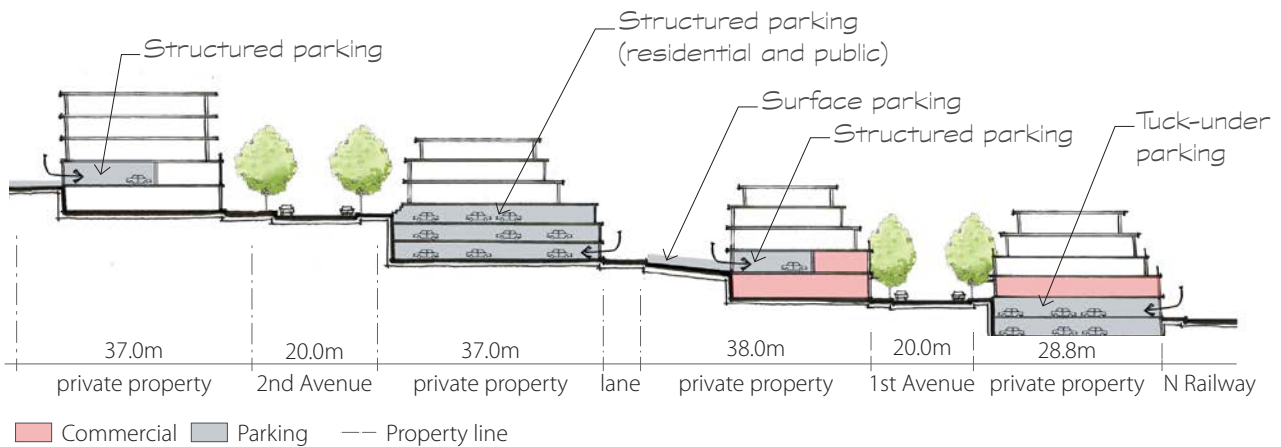 Structured parking
Structured parking
(residential and public)
Surface parking
Structured parking
Tuck-under
parking
37.0m
20.0m
37.0m
38.0m
20.0m
28.8m
private property
2nd Avenue
private property
lane
private property
1st Avenue
private property
N Railway
Commercial
Parking
Property line